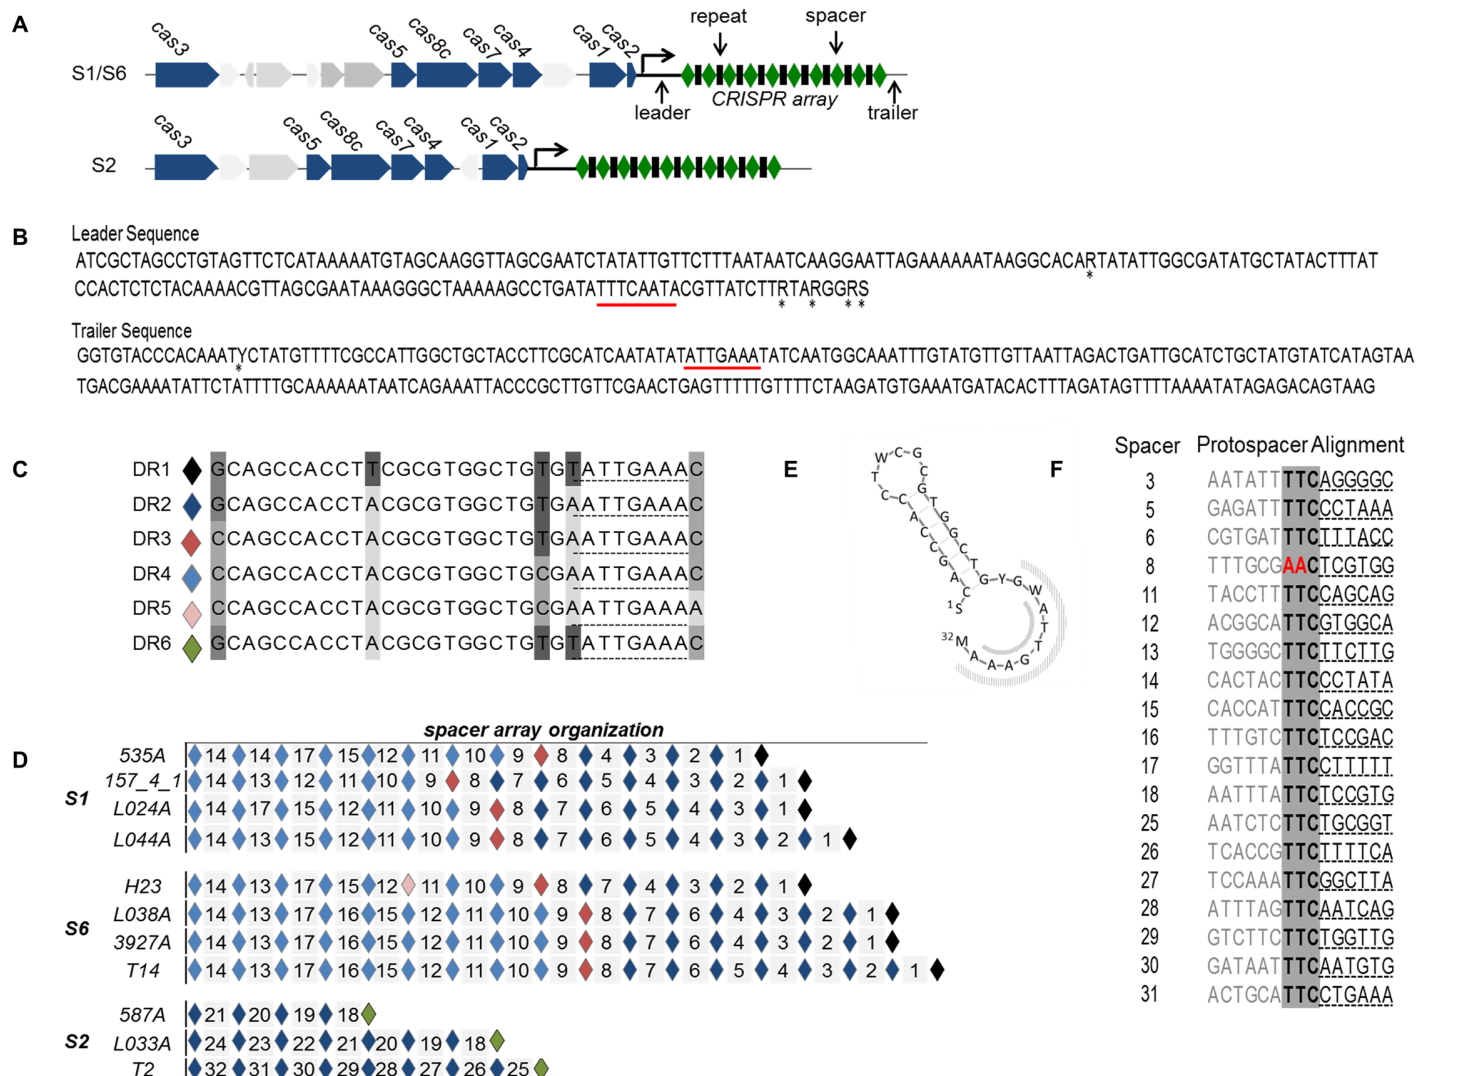 A
repeat
spacer
cas3
cas5
cas8c
cas7
cas4
cas1
cas2
S1/S6
CRISPR array
leader
trailer
cas3
cas5
cas8c
cas7
cas4
cas1
cas2
S2
B
Leader Sequence
ATCGCTAGCCTGTAGTTCTCATAAAAATGTAGCAAGGTTAGCGAATCTATATTGTTCTTTAATAATCAAGGAATTAGAAAAAATAAGGCACARTATATTGGCGATATGCTATACTTTAT
*
CCACTCTCTACAAAACGTTAGCGAATAAAGGGCTAAAAAGCCTGATATTTCAATACGTTATCTTRTARGGRS
* * * *
Trailer Sequence
GGTGTACCCACAAATYCTATGTTTTCGCCATTGGCTGCTACCTTCGCATCAATATATATTGAAATATCAATGGCAAATTTGTATGTTGTTAATTAGACTGATTGCATCTGCTATGTATCATAGTAA
*
TGACGAAAATATTCTATTTTTGCAAAAAATAATCAGAAATTACCCGCTTGTTCGAACTGAGTTTTTGTTTTCTAAGATGTGAAATGATACACTTTAGATAGTTTTAAAATATAGAGACAGTAAG
C
DR1 GCAGCCACCTTCGCGTGGCTGTGTATTGAAAC
DR2 GCAGCCACCTACGCGTGGCTGTGAATTGAAAC
DR3 CCAGCCACCTACGCGTGGCTGTGAATTGAAAC
DR4 CCAGCCACCTACGCGTGGCTGCGAATTGAAAC
DR5 CCAGCCACCTACGCGTGGCTGCGAATTGAAAA
DR6 GCAGCCACCTACGCGTGGCTGTGTATTGAAAC
D
spacer array organization
S1
535A 14 14 17 15 12 11 10 9 8 4 3 2 1
157_4_1 14 13 12 11 10 9 8 7 6 5 4 3 2 1
L024A 14 17 15 12 11 10 9 8 7 6 5 4 3 1
L044A 14 13 15 12 11 10 9 8 7 6 5 4 3 2 1
S6
H23 14 13 17 15 12 11 10 9 8 7 4 3 2 1
L038A 14 13 17 16 15 12 11 10 9 8 7 6 4 3 2 1
3927A 14 13 17 16 15 12 11 10 9 8 7 6 4 3 2 1
T14 14 13 17 16 15 12 11 10 9 8 7 6 5 4 3 2 1
S2
587A 21 20 19 18
L033A 24 23 22 21 20 19 18
T2 32 31 30 29 28 27 26 25
E
1SCAGCCACCTWCGCGTGGCTGYGWATTGAAAM32
F
Spacer Protospacer Alignment
3 AATATTTTCAGGGGC
5 GAGATTTTCCCTAAA
6 CGTGATTTCTTTACC
8 TTTGCGAACTCGTGG
11 TACCTTTTCCAGCAG
12 ACGGCATTCGTGGCA
13 TGGGGCTTCTTCTTG
14 CACTACTTCCCTATA
15 CACCATTTCCACCGC
16 TTTGTCTTCTCCGAC
17 GGTTTATTCCTTTTT
18 AATTTATTCTCCGTG
25 AATCTCTTCTGCGGT
26 TCACCGTTCTTTTCA
27 TCCAAATTCGGCTTA
28 ATTTAGTTCAATCAG
29 GTCTTCTTCTGGTTG
30 GATAATTTCAATGTG
31 ACTGCATTCCTGAAA